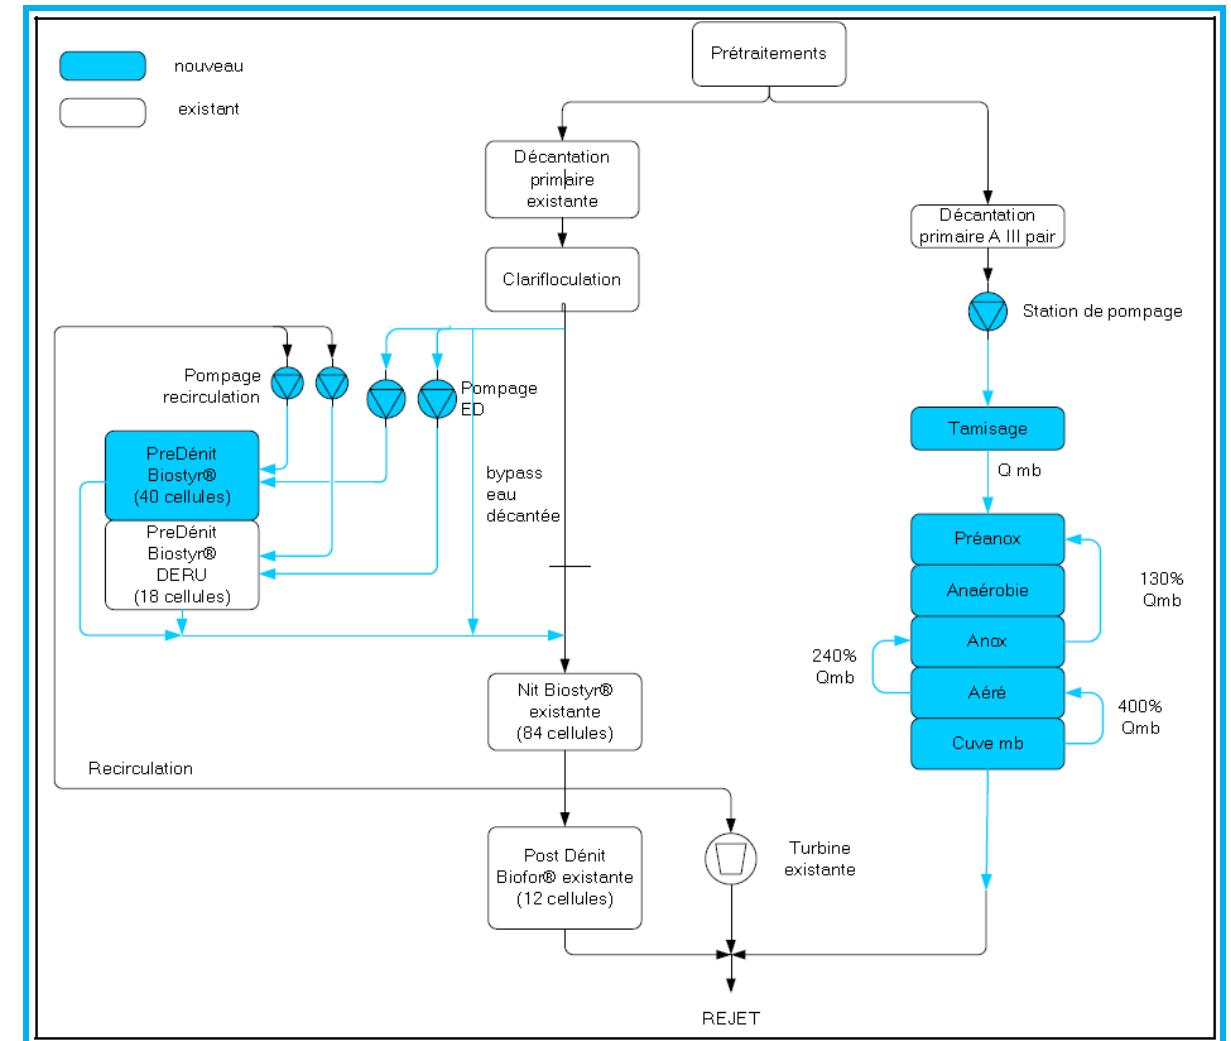 nouveau
existant
Prétraitements
Décantation
primaire
existante
Clarifloculation
Décantation
primaire A III pair
Station de pompage
Pompage
recirculation
Pompage
ED
PreDénit
Biostyr®
(40 cellules)
PreDénit
Biostyr®
DERU
(18 cellules)
bypass
eau
décantée
Tamisage
Q mb
Préanox
Anaérobie
Anox
Aéré
Cuve mb
130%
Qmb
240%
Qmb
400%
Qmb
Nit Biostyr®
existante
(84 cellules)
Recirculation
Post Dénit
Biofor® existante
(12 cellules)
Turbine
existante
REJET